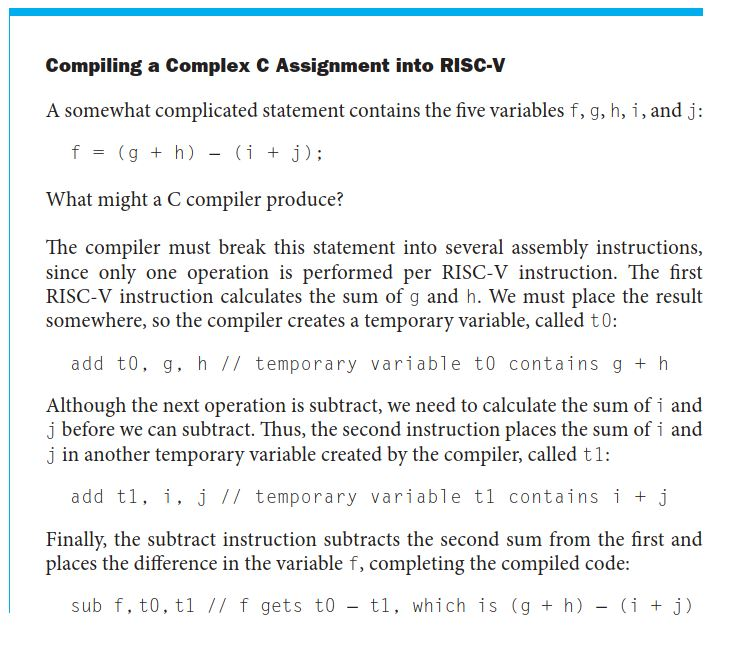 Compiling a Complex C Assignment into RISC-V
A somewhat complicated statement contains the five variables f, g, h, i, and j:
f = (g + h) – (i + j);
What might a C compiler produce?
The compiler must break this statement into several assembly instructions,
since only one operation is performed per RISC-V instruction. The first
RISC-V instruction calculates the sum of g and h. We must place the result
somewhere, so the compiler creates a temporary variable, called t0:
add t0, g, h // temporary variable t0 contains g + h
Although the next operation is subtract, we need to calculate the sum of i and
j before we can subtract. Thus, the second instruction places the sum of i and
j in another temporary variable created by the compiler, called t1:
add t1, i, j // temporary variable t1 contains i + j
Finally, the subtract instruction subtracts the second sum from the first and
places the difference in the variable f, completing the compiled code:
sub f, t0, t1 // f gets t0 – t1, which is (g + h) – (i + j)